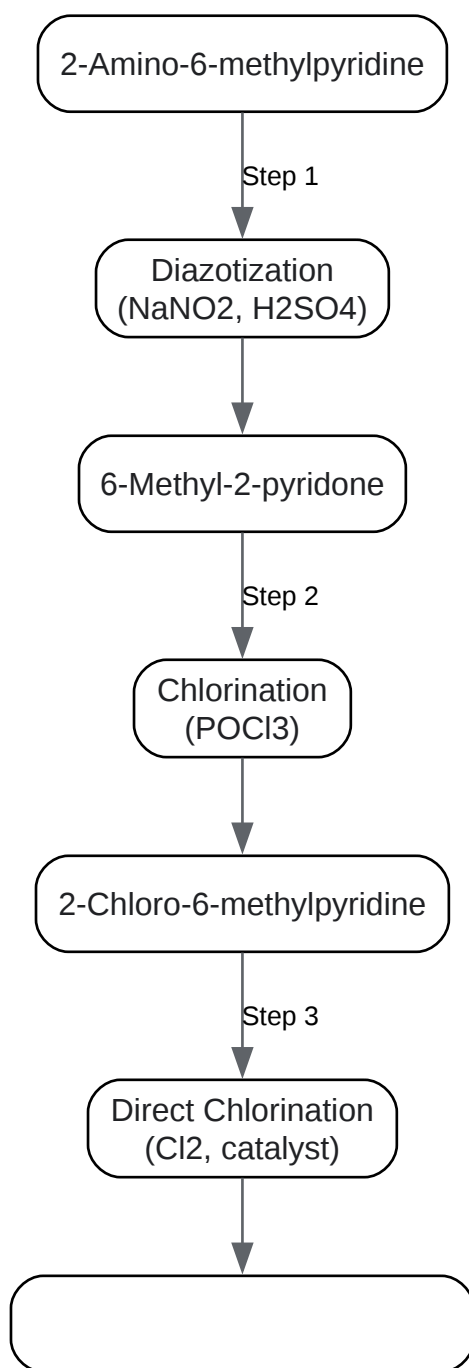 2-Amino-6-methylpyridine
Step 1
Diazotization
(NaNO2, H2SO4)
6-Methyl-2-pyridone
Step 2
Chlorination
(POCl3)
2-Chloro-6-methylpyridine
Step 3
Direct Chlorination
(Cl2, catalyst)